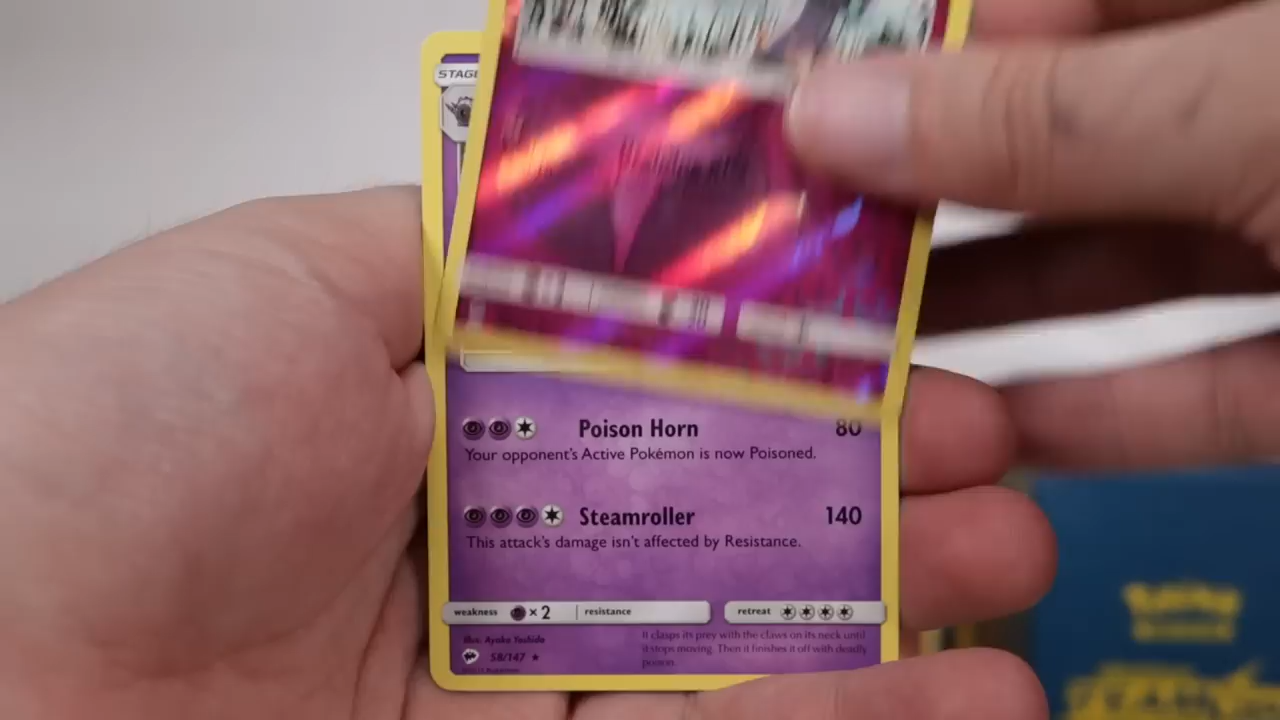 STAGE
Poison Horn 80
Your opponent's Active Pokémon is now Poisoned.
Steamroller 140
This attack's damage isn't affected by Resistance.
weakness ×2 resistance retreat
Illus. Ayaka Yoshida
It clasps its prey with the claws on its neck until
it stops moving. Then it finishes it off with deadly
poison.
58/147
Pokémon